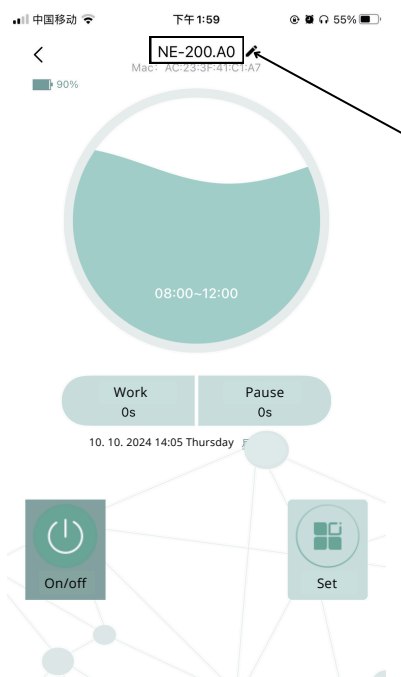 中国移动 下午1:59 55%
NE-200.A0
Mac: AC:23:3F:41:C1:A7
90%
08:00~12:00
Work Pause
0s 0s
10. 10. 2024 14:05 Thursday
On/off Set